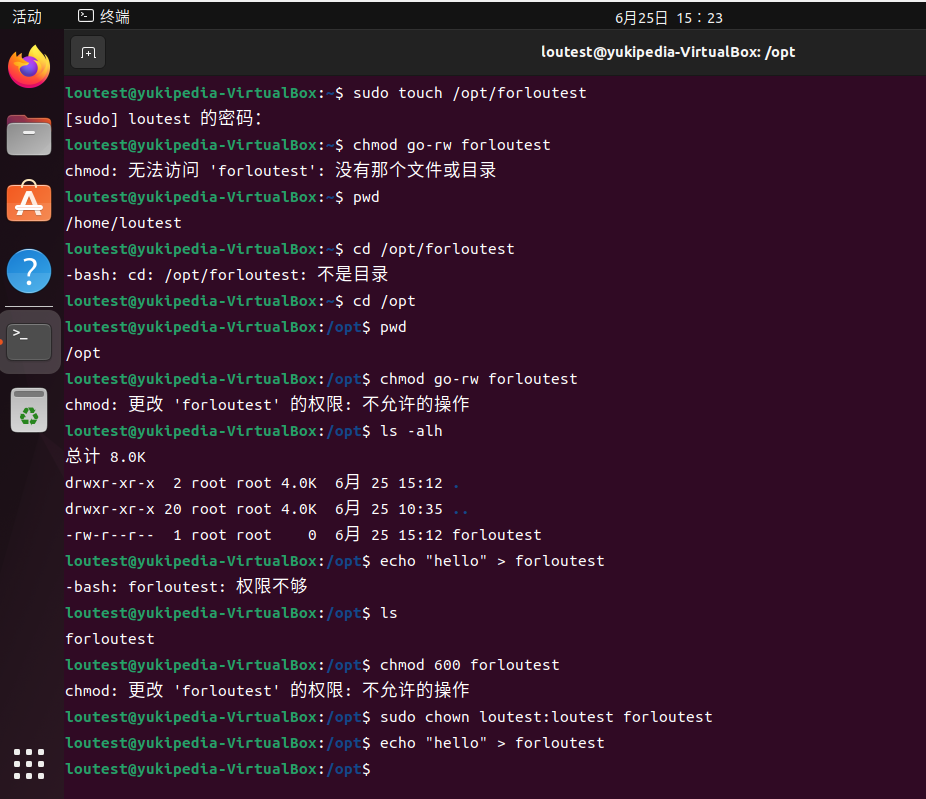 活动 终端 6月25日 15：23
loutest@yukipedia-VirtualBox: /opt
loutest@yukipedia-VirtualBox:~$ sudo touch /opt/forloutest
[sudo] loutest 的密码：
loutest@yukipedia-VirtualBox:~$ chmod go-rw forloutest
chmod: 无法访问 'forloutest': 没有那个文件或目录
loutest@yukipedia-VirtualBox:~$ pwd
/home/loutest
loutest@yukipedia-VirtualBox:~$ cd /opt/forloutest
-bash: cd: /opt/forloutest: 不是目录
loutest@yukipedia-VirtualBox:~$ cd /opt
loutest@yukipedia-VirtualBox:/opt$ pwd
/opt
loutest@yukipedia-VirtualBox:/opt$ chmod go-rw forloutest
chmod: 更改 'forloutest' 的权限: 不允许的操作
loutest@yukipedia-VirtualBox:/opt$ ls -alh
总计 8.0K
drwxr-xr-x  2 root root 4.0K  6月 25 15:12 .
drwxr-xr-x 20 root root 4.0K  6月 25 10:35 ..
-rw-r--r--  1 root root    0  6月 25 15:12 forloutest
loutest@yukipedia-VirtualBox:/opt$ echo "hello" > forloutest
-bash: forloutest: 权限不够
loutest@yukipedia-VirtualBox:/opt$ ls
forloutest
loutest@yukipedia-VirtualBox:/opt$ chmod 600 forloutest
chmod: 更改 'forloutest' 的权限: 不允许的操作
loutest@yukipedia-VirtualBox:/opt$ sudo chown loutest:loutest forloutest
loutest@yukipedia-VirtualBox:/opt$ echo "hello" > forloutest
loutest@yukipedia-VirtualBox:/opt$